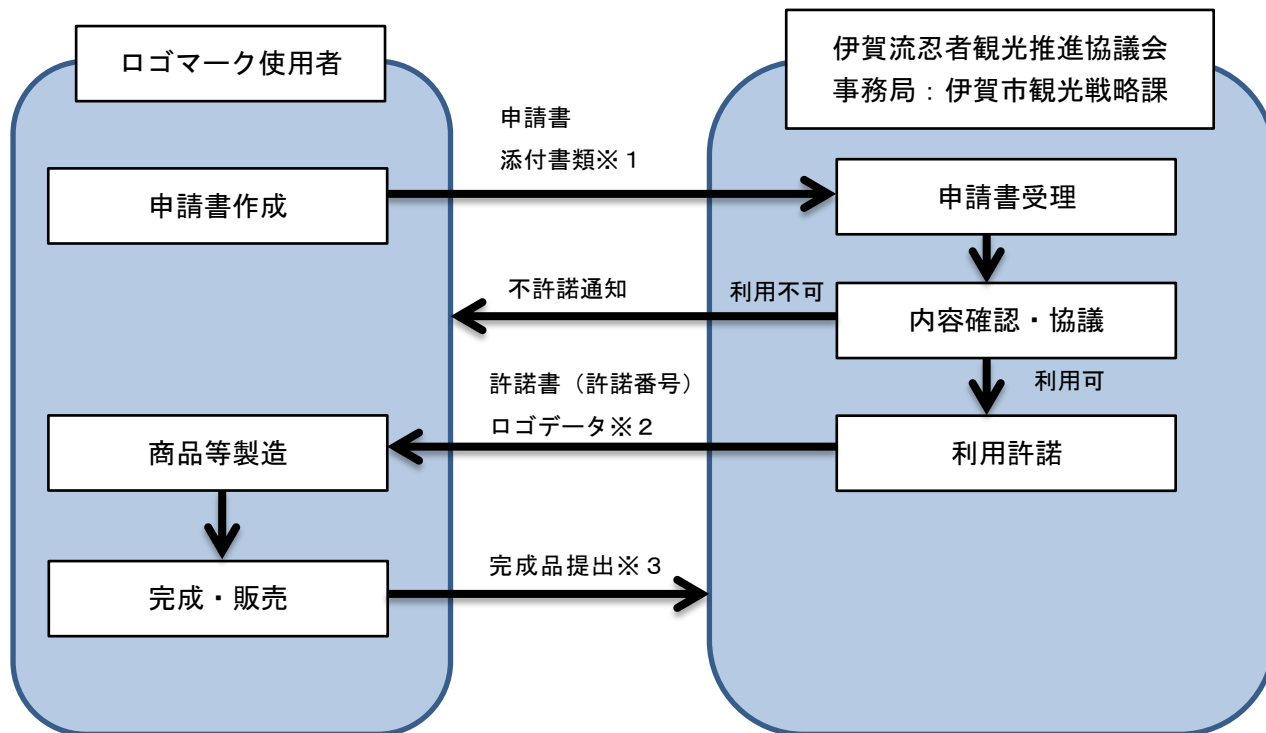 ロゴマーク使用者
伊賀流忍者観光推進協議会
事務局：伊賀市観光戦略課
申請書
添付書類※１
申請書作成
申請書受理
不許諾通知
利用不可
内容確認・協議
利用可
許諾書（許諾番号）
ロゴデータ※２
商品等製造
利用許諾
完成品提出※３
完成・販売